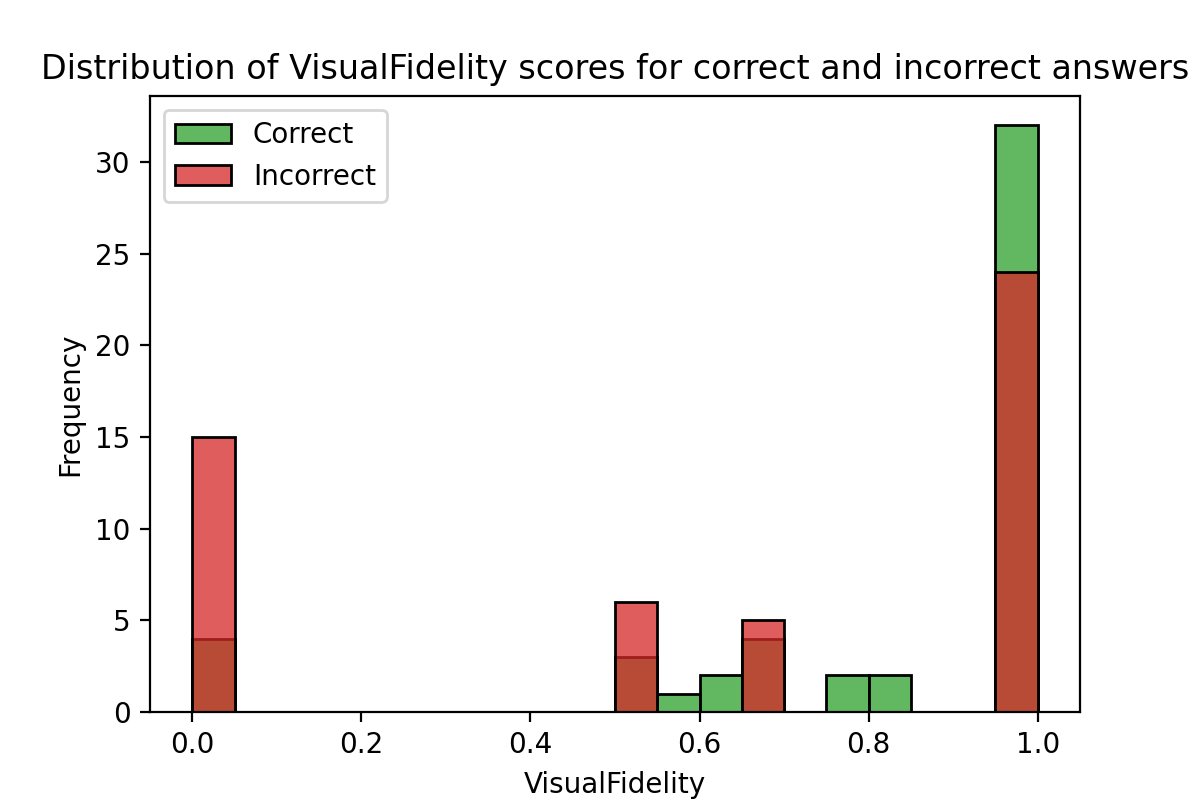 Distribution of VisualFidelity scores for correct and incorrect answers
Correct
Incorrect
30
25
20
15
10
5
0
Frequency
0.0 0.2 0.4 0.6 0.8 1.0
VisualFidelity